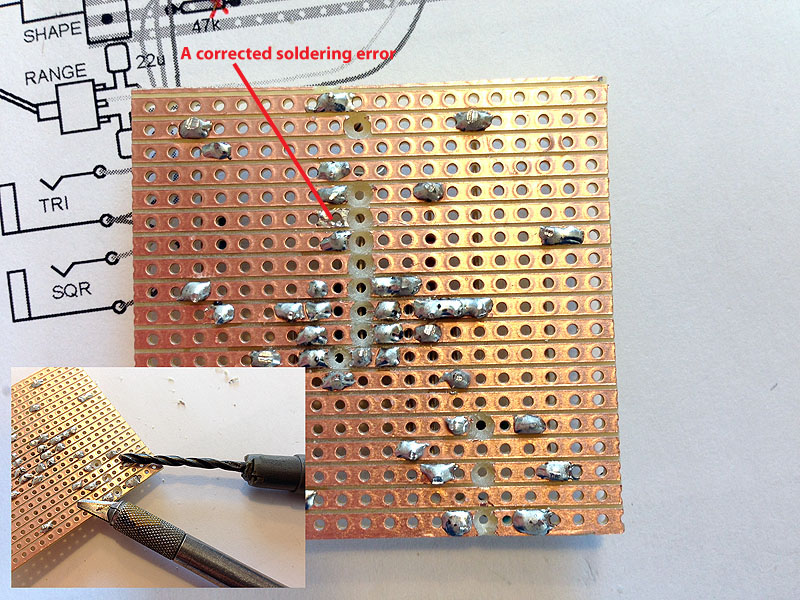 SHAPE
47k
A corrected soldering error
RANGE
22u
TRI
SQR